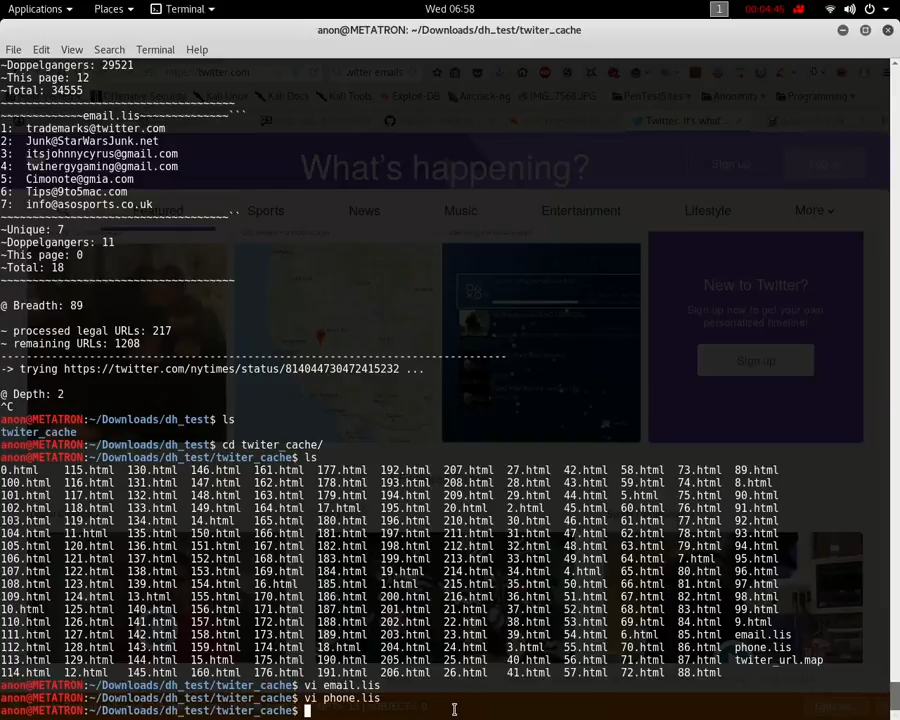 Applications Places Terminal Wed 06:58 1 00:04:45
anon@METATRON: ~/Downloads/dh_test/twiter_cache
File Edit View Search Terminal Help
~Doppelgangers: 29521
~This page: 12
~Total: 34555
~~~~~~~~~~~~~~~~~~~~~~~~~~~~~~~~~~~~~
~~~~~~~~~~~~~email.lis~~~~~~~~~~~~~```
1: trademarks@twitter.com
2: Junk@StarWarsJunk.net
3: itsjohnnycyrus@gmail.com
4: twinergygaming@gmail.com
5: Cimonote@gmia.com
6: Tips@9to5mac.com
7: info@asosports.co.uk
~~~~~~~~~~~~~~~~~~~~~~~~~~~~~~~~~~~~``
~Unique: 7
~Doppelgangers: 11
~This page: 0
~Total: 18
~~~~~~~~~~~~~~~~~~~~~~~~~~~~~~~~~~~~~
@ Breadth: 89
~ processed legal URLs: 217
~ remaining URLs: 1208
--------------------------------------------------------------------------------
-> trying https://twitter.com/nytimes/status/814044730472415232 ...
@ Depth: 2
^C
anon@METATRON:~/Downloads/dh_test$ ls
twiter_cache
anon@METATRON:~/Downloads/dh_test$ cd twiter_cache/
anon@METATRON:~/Downloads/dh_test/twiter_cache$ ls
0.html 115.html 130.html 146.html 161.html 177.html 192.html 207.html 27.html 42.html 58.html 73.html 89.html
100.html 116.html 131.html 147.html 162.html 178.html 193.html 208.html 28.html 43.html 59.html 74.html 8.html
101.html 117.html 132.html 148.html 163.html 179.html 194.html 209.html 29.html 44.html 5.html 75.html 90.html
102.html 118.html 133.html 149.html 164.html 17.html 195.html 20.html 2.html 45.html 60.html 76.html 91.html
103.html 119.html 134.html 14.html 165.html 180.html 196.html 210.html 30.html 46.html 61.html 77.html 92.html
104.html 11.html 135.html 150.html 166.html 181.html 197.html 211.html 31.html 47.html 62.html 78.html 93.html
105.html 120.html 136.html 151.html 167.html 182.html 198.html 212.html 32.html 48.html 63.html 79.html 94.html
106.html 121.html 137.html 152.html 168.html 183.html 199.html 213.html 33.html 49.html 64.html 7.html 95.html
107.html 122.html 138.html 153.html 169.html 184.html 19.html 214.html 34.html 4.html 65.html 80.html 96.html
108.html 123.html 139.html 154.html 16.html 185.html 1.html 215.html 35.html 50.html 66.html 81.html 97.html
109.html 124.html 13.html 155.html 170.html 186.html 200.html 216.html 36.html 51.html 67.html 82.html 98.html
10.html 125.html 140.html 156.html 171.html 187.html 201.html 21.html 37.html 52.html 68.html 83.html 99.html
110.html 126.html 141.html 157.html 172.html 188.html 202.html 22.html 38.html 53.html 69.html 84.html 9.html
111.html 127.html 142.html 158.html 173.html 189.html 203.html 23.html 39.html 54.html 6.html 85.html email.lis
112.html 128.html 143.html 159.html 174.html 18.html 204.html 24.html 3.html 55.html 70.html 86.html phone.lis
113.html 129.html 144.html 15.html 175.html 190.html 205.html 25.html 40.html 56.html 71.html 87.html twiter_url.map
114.html 12.html 145.html 160.html 176.html 191.html 206.html 26.html 41.html 57.html 72.html 88.html
anon@METATRON:~/Downloads/dh_test/twiter_cache$ vi email.lis
anon@METATRON:~/Downloads/dh_test/twiter_cache$ vi phone.lis
anon@METATRON:~/Downloads/dh_test/twiter_cache$
What's happening? Sign up
Featured Sports News Music Entertainment Lifestyle More
New to Twitter?
Sign up now to get your own
personalized timeline!
Sign up